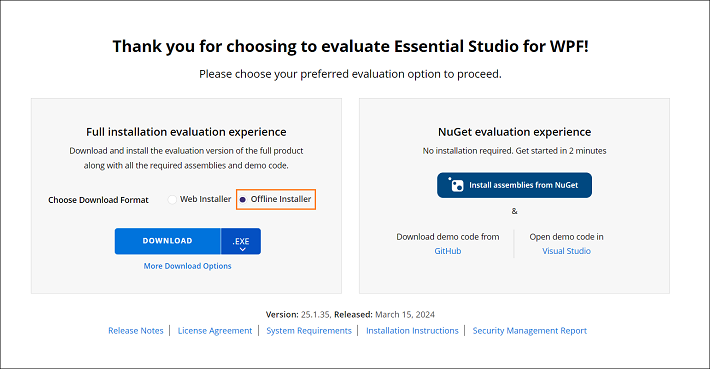 Thank you for choosing to evaluate Essential Studio for WPF!
Please choose your preferred evaluation option to proceed.
Full installation evaluation experience
Download and install the evaluation version of the full product
along with all the required assemblies and demo code.
Choose Download Format Web Installer Offline Installer
DOWNLOAD .EXE
More Download Options
NuGet evaluation experience
No installation required. Get started in 2 minutes
Install assemblies from NuGet
&
Download demo code from
GitHub
Open demo code in
Visual Studio
Version: 25.1.35, Released: March 15, 2024
Release Notes | License Agreement | System Requirements | Installation Instructions | Security Management Report